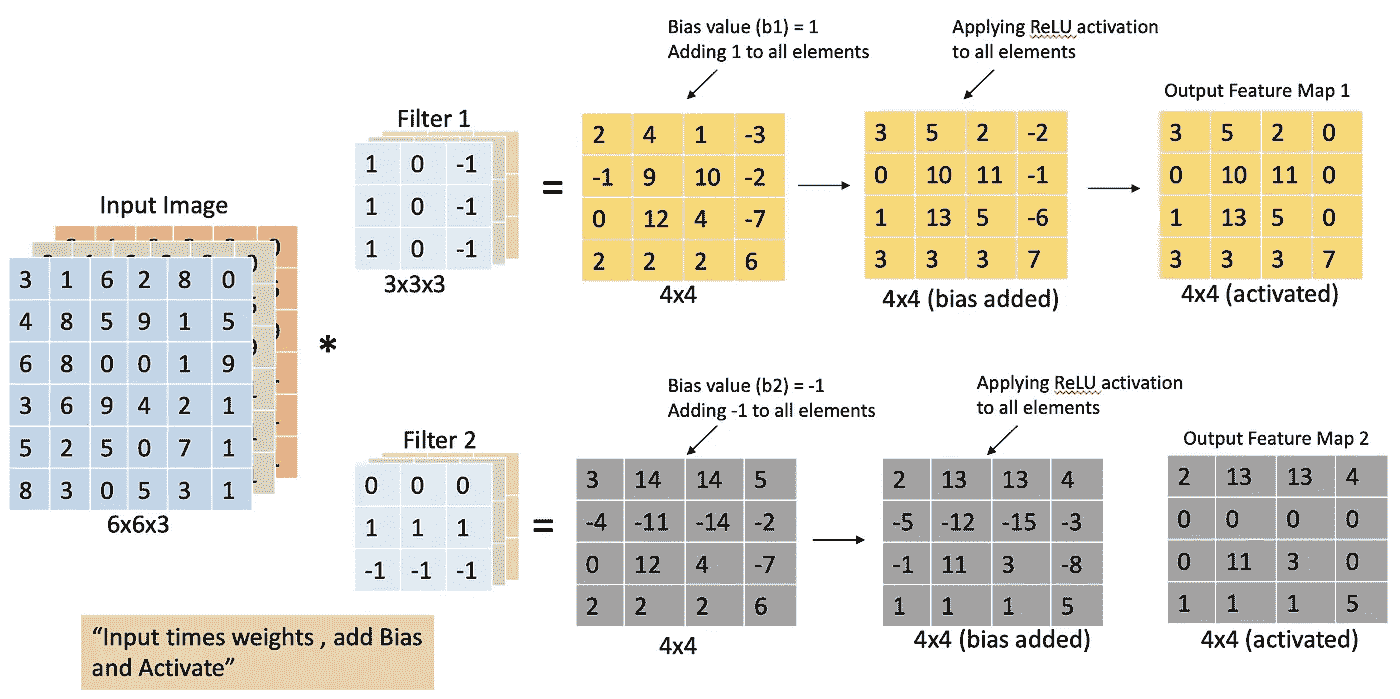 Bias value (b1) = 1
Adding 1 to all elements
Applying ReLU activation
to all elements
Output Feature Map 1
Filter 1
1 0 -1
1 0 -1
1 0 -1
3x3x3
=
2 4 1 -3
-1 9 10 -2
0 12 4 -7
2 2 2 6
4x4
3 5 2 -2
0 10 11 -1
1 13 5 -6
3 3 3 7
4x4 (bias added)
3 5 2 0
0 10 11 0
1 13 5 0
3 3 3 7
4x4 (activated)
Input Image
3 1 6 2 8 0
4 8 5 9 1 5
6 8 0 0 1 9
3 6 9 4 2 1
5 2 5 0 7 1
8 3 0 5 3 1
6x6x3
*
Bias value (b2) = -1
Adding -1 to all elements
Applying ReLU activation
to all elements
Output Feature Map 2
Filter 2
0 0 0
1 1 1
-1 -1 -1
=
3 14 14 5
-4 -11 -14 -2
0 12 4 -7
2 2 2 6
4x4
2 13 13 4
-5 -12 -15 -3
-1 11 3 -8
1 1 1 5
4x4 (bias added)
2 13 13 4
0 0 0 0
0 11 3 0
1 1 1 5
4x4 (activated)
“Input times weights , add Bias
and Activate”